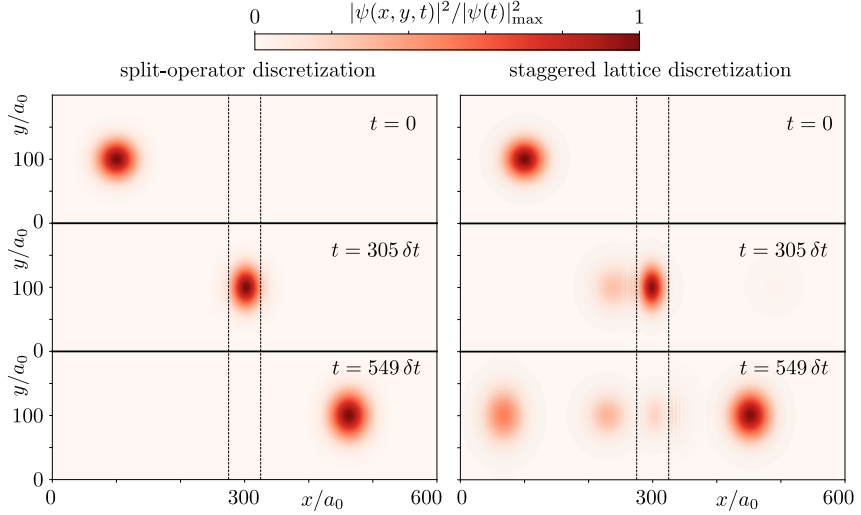 |ψ(x, y, t)|²/|ψ(t)|²max
0 1
split-operator discretization
staggered lattice discretization
y/a₀
100
0
t = 0
t = 0
y/a₀
100
0
t = 305 δt
t = 305 δt
y/a₀
100
0
t = 549 δt
t = 549 δt
0 300 x/a₀ 600
0 300 x/a₀ 600